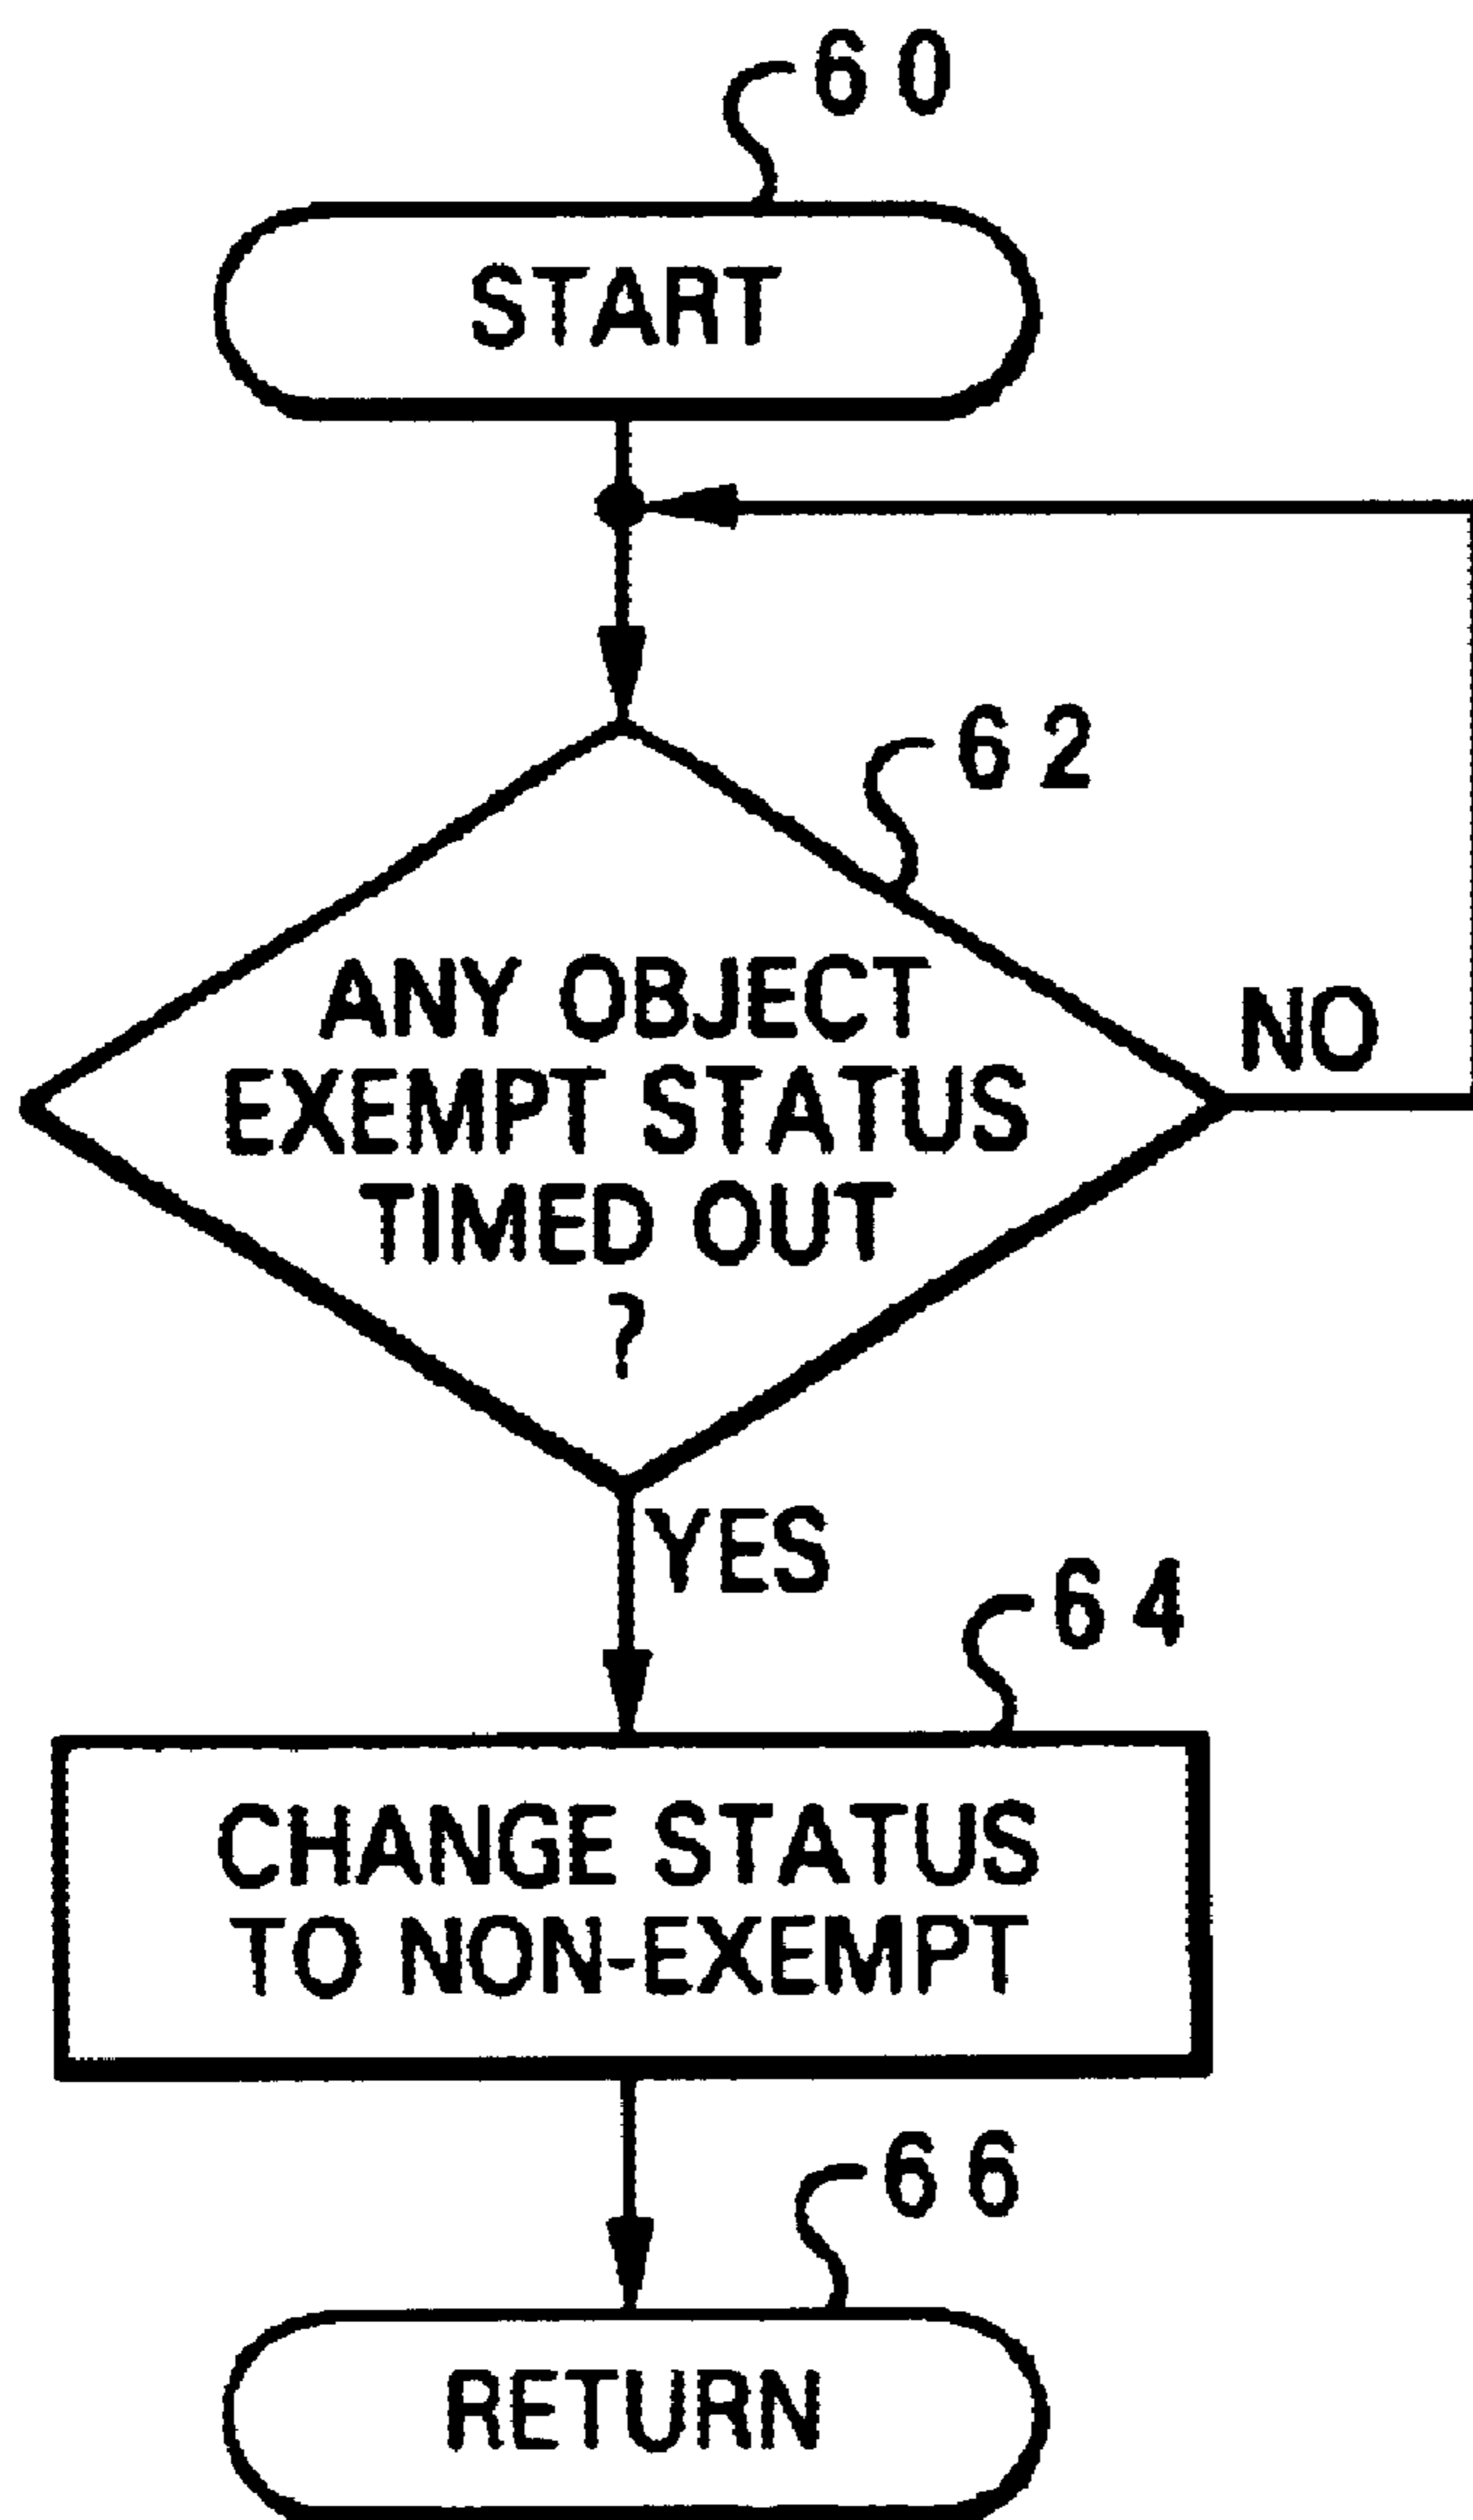 60
START
62
ANY OBJECT
EXEMPT STATUS
TIMED OUT
?
NO
YES
64
CHANGE STATUS
TO NON-EXEMPT
66
RETURN